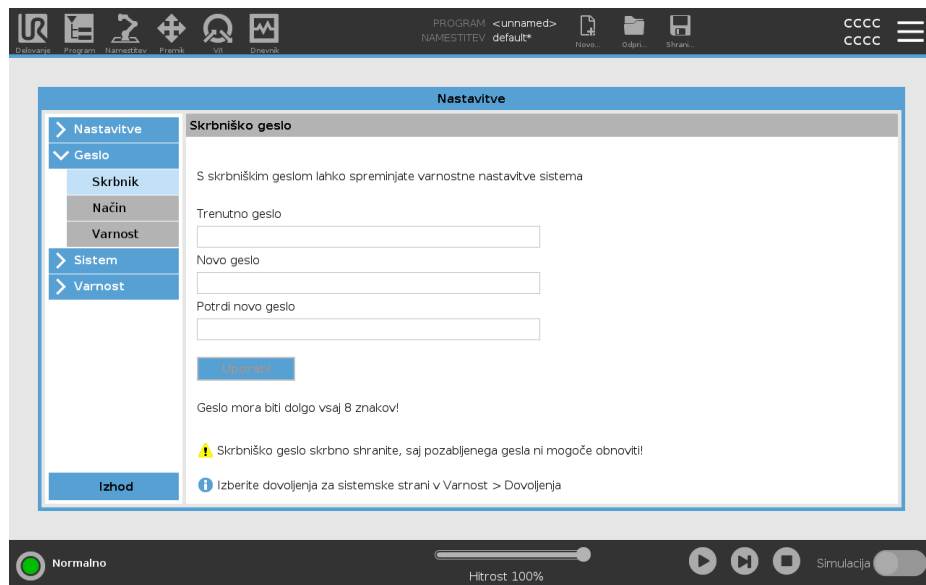 PROGRAM <unnamed>
NAMESTITEV default*
Delovanje Program Namestitev Premik V/I Dnevnik Novo... Odpri... Shrani...
CCCC
CCCC
Nastavitve
Nastavitve
Geslo
Skrbnik
Način
Varnost
Sistem
Varnost
Izhod
Skrbniško geslo
S skrbniškim geslom lahko spreminjate varnostne nastavitve sistema
Trenutno geslo
Novo geslo
Potrdi novo geslo
Uporabi
Geslo mora biti dolgo vsaj 8 znakov!
Skrbniško geslo skrbno shranite, saj pozabljenega gesla ni mogoče obnoviti!
Izberite dovoljenja za sistemske strani v Varnost > Dovoljenja
Normalno
Hitrost 100%
Simulacija